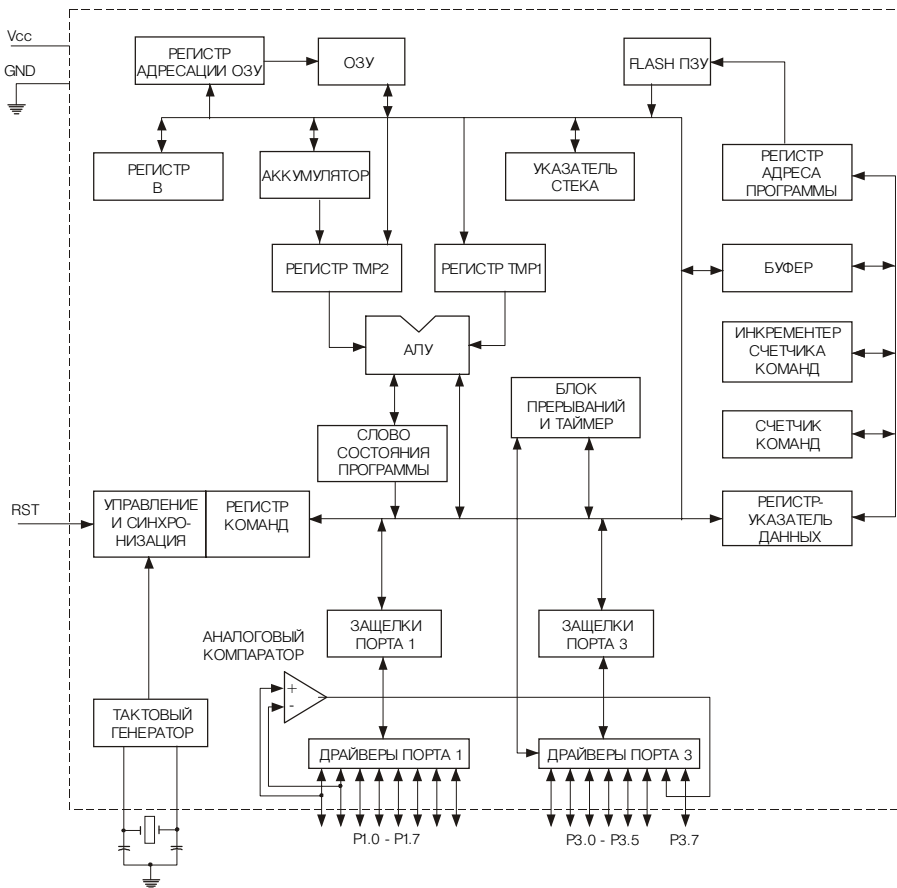 Vcc
GND
РЕГИСТР
АДРЕСАЦИИ ОЗУ
ОЗУ
FLASH ПЗУ
РЕГИСТР
В
АККУМУЛЯТОР
УКАЗАТЕЛЬ
СТЕКА
РЕГИСТР
АДРЕСА
ПРОГРАММЫ
РЕГИСТР TMP2
РЕГИСТР TMP1
БУФЕР
АЛУ
ИНКРЕМЕНТЕР
СЧЕТЧИКА
КОМАНД
БЛОК
ПРЕРЫВАНИЙ
И ТАЙМЕР
СЛОВО
СОСТОЯНИЯ
ПРОГРАММЫ
СЧЕТЧИК
КОМАНД
RST
УПРАВЛЕНИЕ
И СИНХРО-
НИЗАЦИЯ
РЕГИСТР
КОМАНД
РЕГИСТР-
УКАЗАТЕЛЬ
ДАННЫХ
ЗАЩЕЛКИ
ПОРТА 1
ЗАЩЕЛКИ
ПОРТА 3
АНАЛОГОВЫЙ
КОМПАРАТОР
+
-
ТАКТОВЫЙ
ГЕНЕРАТОР
ДРАЙВЕРЫ ПОРТА 1
ДРАЙВЕРЫ ПОРТА 3
P1.0 - P1.7
P3.0 - P3.5
P3.7